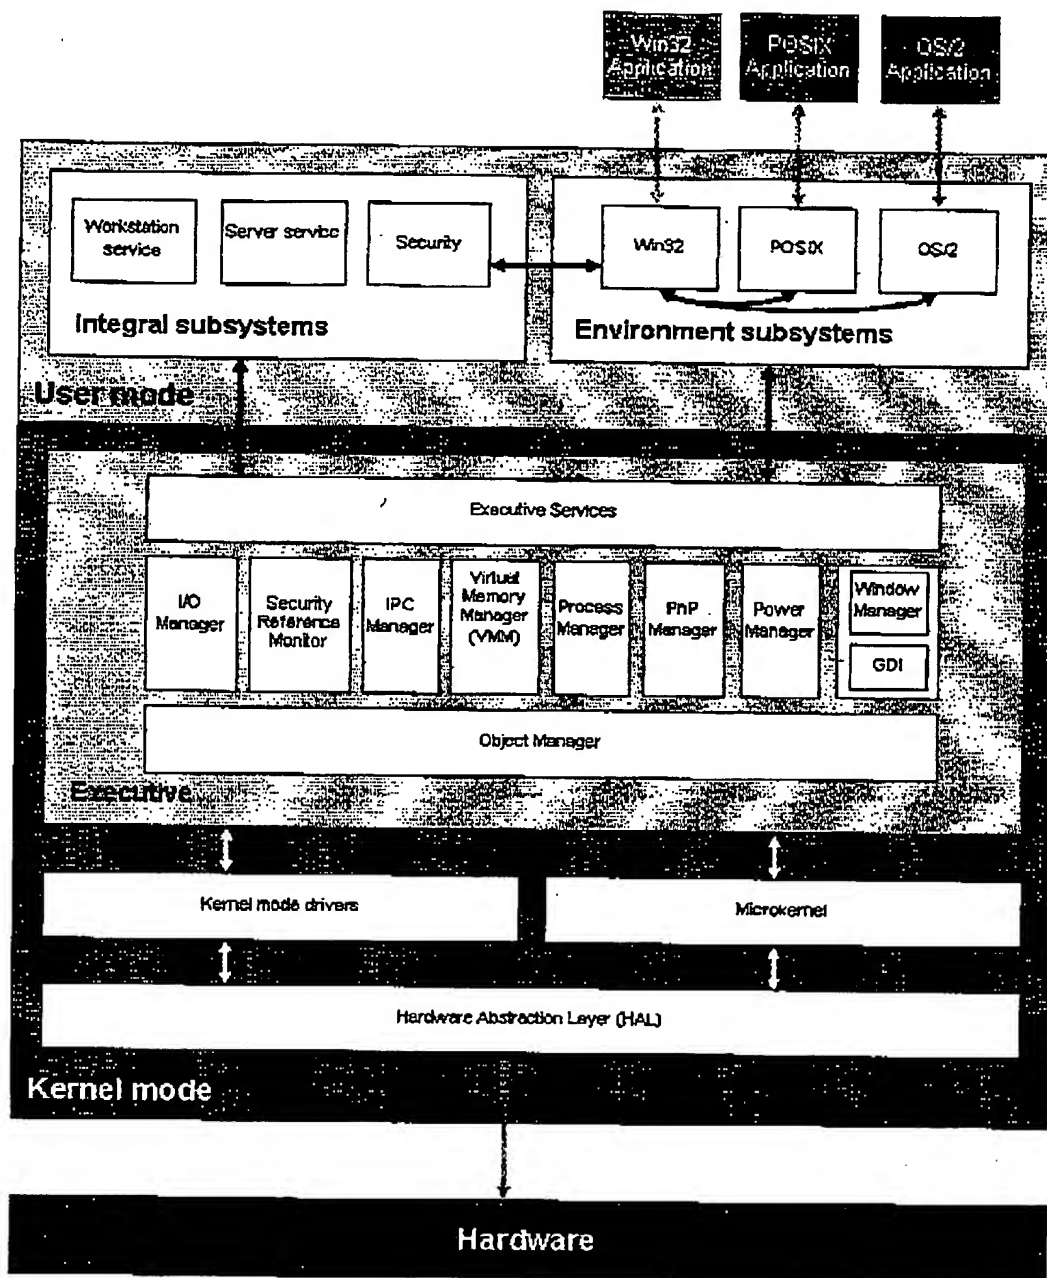 Win32
Application
POSIX
Application
OS/2
Application
Workstation
service
Server service
Security
Win32
POSIX
OS/2
Integral subsystems
Environment subsystems
User mode
Executive Services
I/O
Manager
Security
Reference
Monitor
IPC
Manager
Virtual
Memory
Manager
(VMM)
Process
Manager
PnP
Manager
Power
Manager
Window
Manager
GDI
Object Manager
Executive
Kernel mode drivers
Microkernel
Hardware Abstraction Layer (HAL)
Kernel mode
Hardware